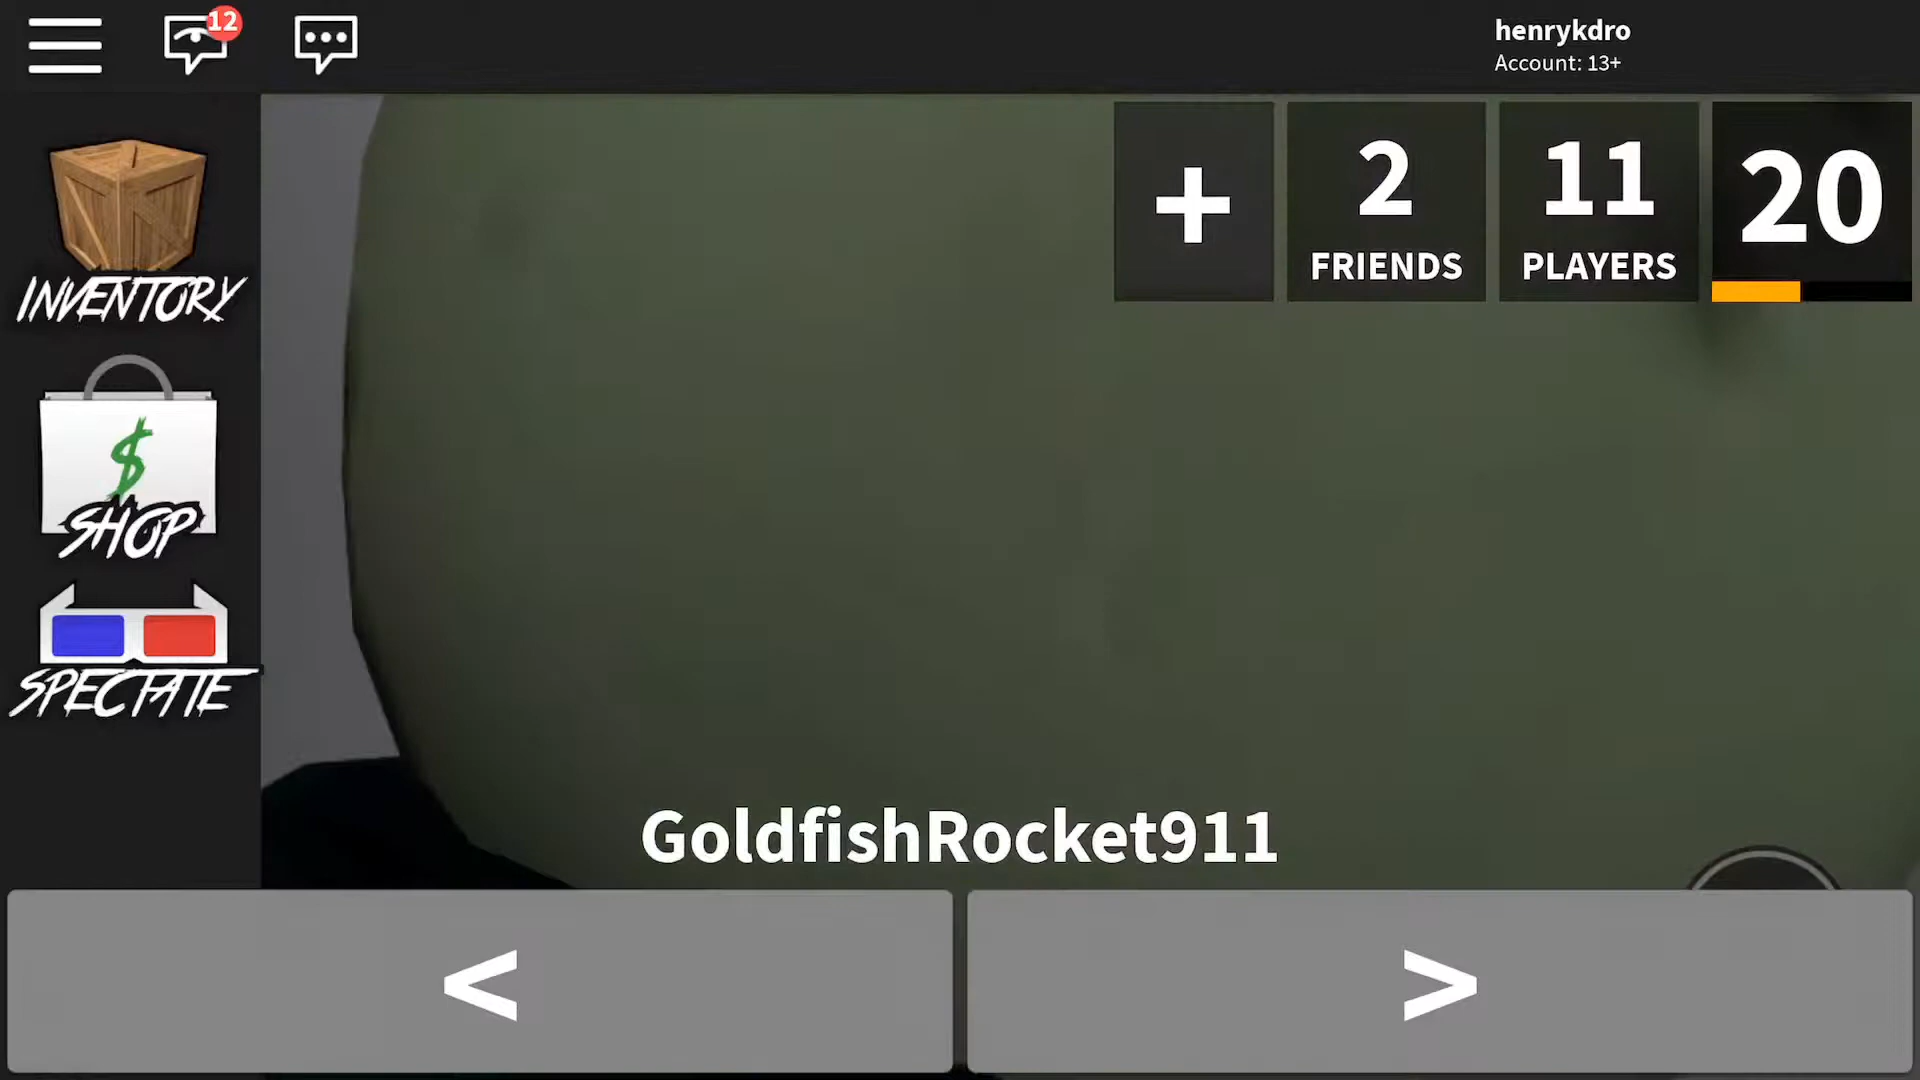 12
henrykdro
Account: 13+
INVENTORY
+
2
FRIENDS
11
PLAYERS
20
$
SHOP
SPECTATE
GoldfishRocket911
<
>